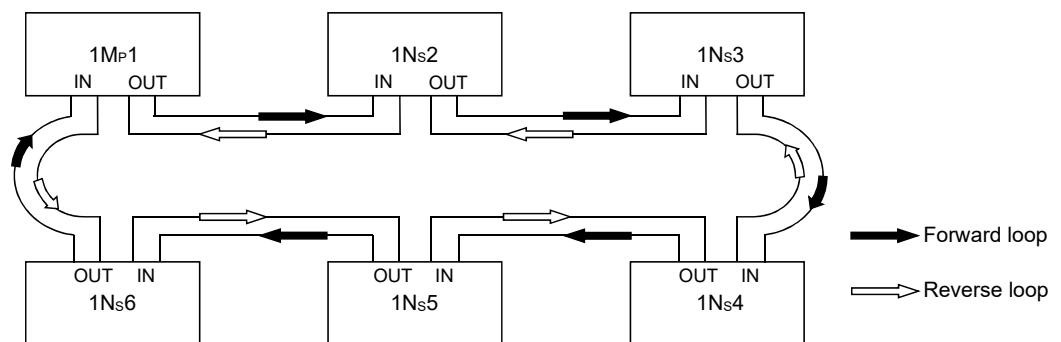 1MP1
1NS2
1NS3
IN OUT
IN OUT
IN OUT
OUT IN
OUT IN
OUT IN
1NS6
1NS5
1NS4
Forward loop
Reverse loop